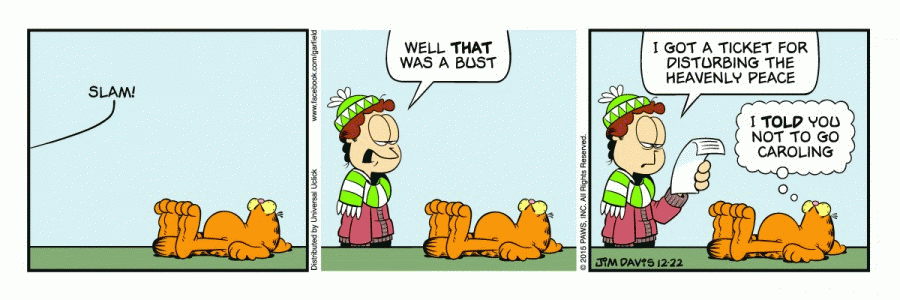 SLAM!
www.facebook.com/garfield
Distributed by Universal Uclick
WELL THAT
WAS A BUST
© 2015 PAWS, INC. All Rights Reserved.
I GOT A TICKET FOR
DISTURBING THE
HEAVENLY PEACE
I TOLD YOU
NOT TO GO
CAROLING
JIM DAVIS 12-22